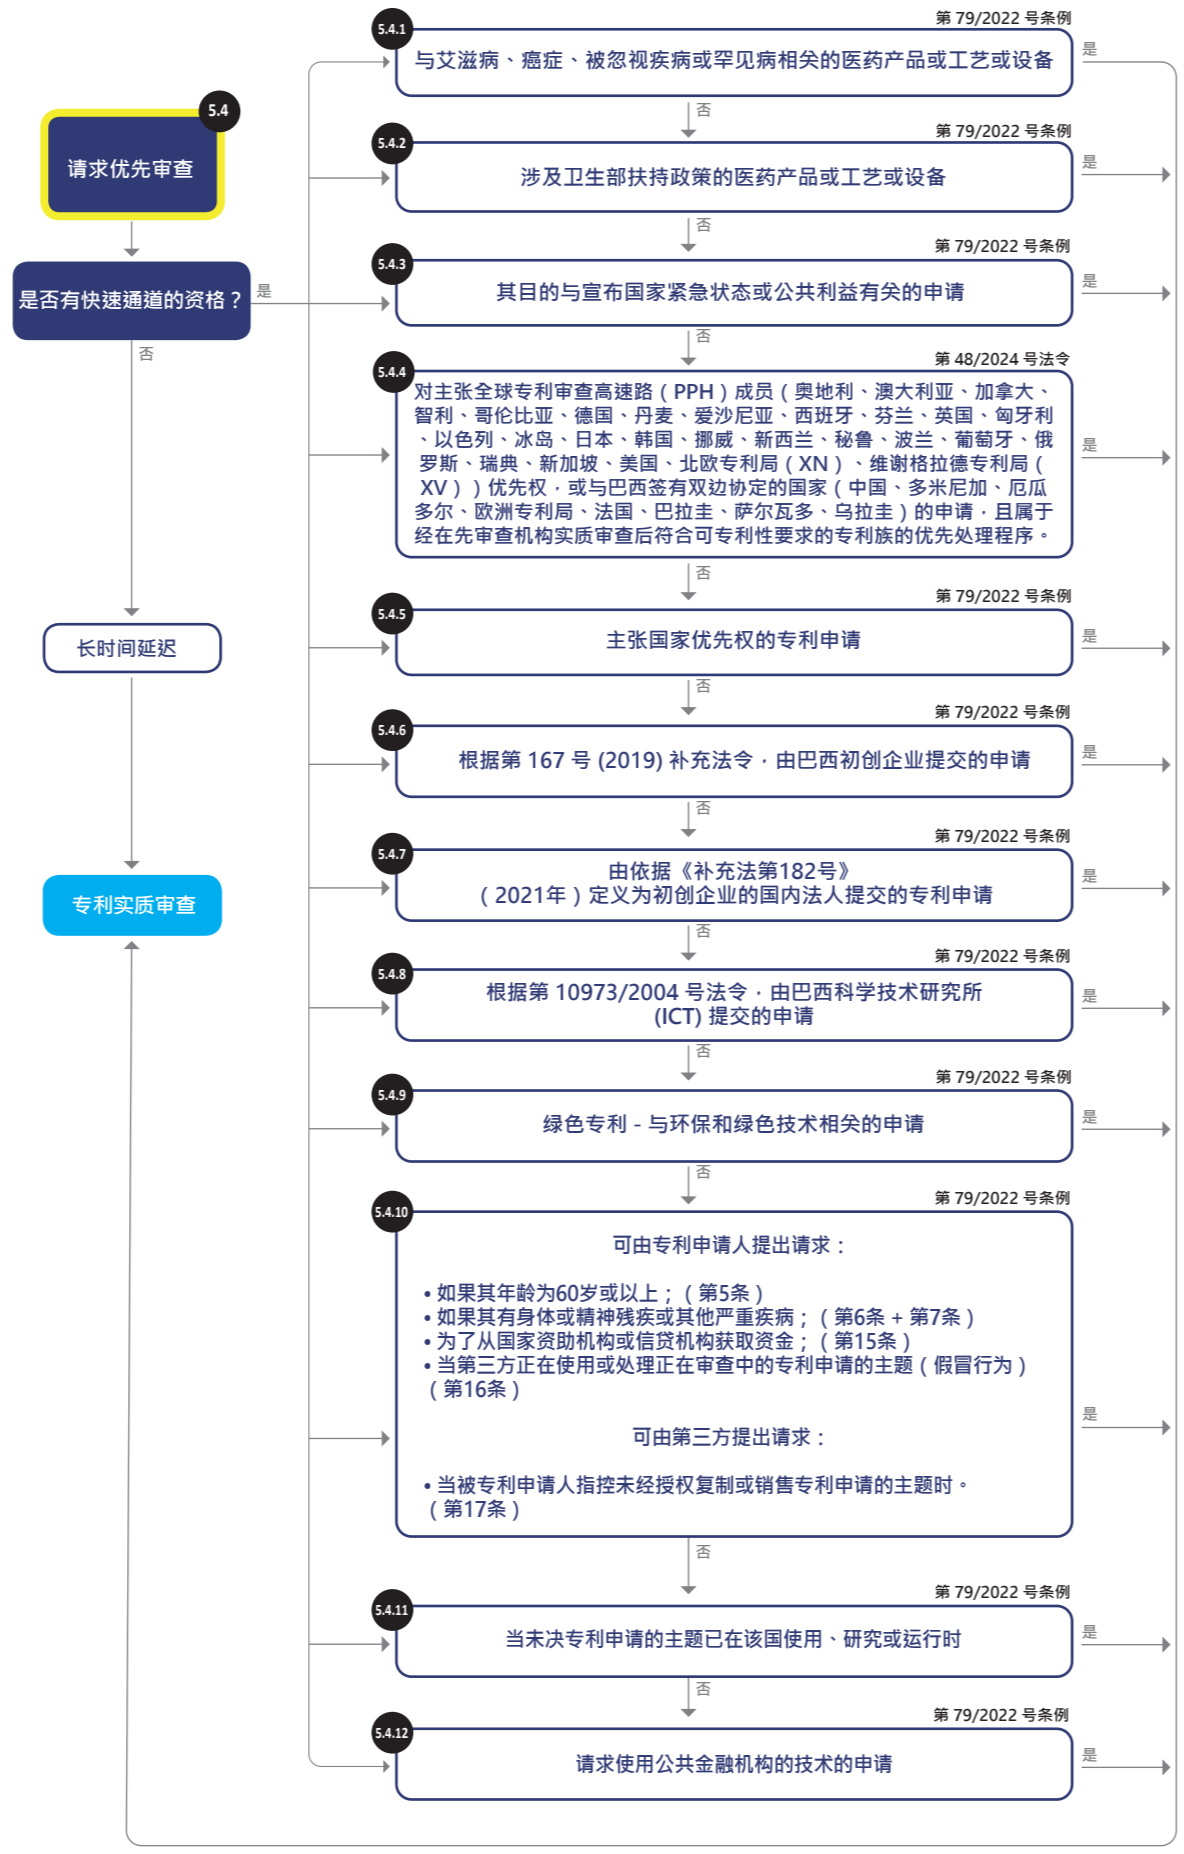 5.4
请求优先审查
是否有快速通道的资格？
是
否
长时间延迟
专利实质审查
第 79/2022 号条例
5.4.1
与艾滋病、癌症、被忽视疾病或罕见病相关的医药产品或工艺或设备
是
否
第 79/2022 号条例
5.4.2
涉及卫生部扶持政策的医药产品或工艺或设备
是
否
第 79/2022 号条例
5.4.3
其目的与宣布国家紧急状态或公共利益有关的申请
是
否
第 48/2024 号法令
5.4.4
对主张全球专利审查高速路（PPH）成员（奥地利、澳大利亚、加拿大、
智利、哥伦比亚、德国、丹麦、爱沙尼亚、西班牙、芬兰、英国、匈牙利
、以色列、冰岛、日本、韩国、挪威、新西兰、秘鲁、波兰、葡萄牙、俄
罗斯、瑞典、新加坡、美国、北欧专利局（XN）、维谢格拉德专利局（
XV））优先权，或与巴西签有双边协定的国家（中国、多米尼加、厄瓜
多尔、欧洲专利局、法国、巴拉圭、萨尔瓦多、乌拉圭）的申请，且属于
经在先审查机构实质审查后符合可专利性要求的专利族的优先处理程序。
是
否
第 79/2022 号条例
5.4.5
主张国家优先权的专利申请
是
否
第 79/2022 号条例
5.4.6
根据第 167 号 (2019) 补充法令，由巴西初创企业提交的申请
是
否
第 79/2022 号条例
5.4.7
由依据《补充法第182号》
（2021年）定义为初创企业的国内法人提交的专利申请
是
否
第 79/2022 号条例
5.4.8
根据第 10973/2004 号法令，由巴西科学技术研究所
(ICT) 提交的申请
是
否
第 79/2022 号条例
5.4.9
绿色专利 - 与环保和绿色技术相关的申请
是
否
第 79/2022 号条例
5.4.10
可由专利申请人提出请求：
• 如果其年龄为60岁或以上；（第5条）
• 如果其有身体或精神残疾或其他严重疾病；（第6条 + 第7条）
• 为了从国家资助机构或信贷机构获取资金；（第15条）
• 当第三方正在使用或处理正在审查中的专利申请的主题（假冒行为）
（第16条）
可由第三方提出请求：
• 当被专利申请人指控未经授权复制或销售专利申请的主题时。
（第17条）
是
否
第 79/2022 号条例
5.4.11
当未决专利申请的主题已在该国使用、研究或运行时
是
否
第 79/2022 号条例
5.4.12
请求使用公共金融机构的技术的申请
是